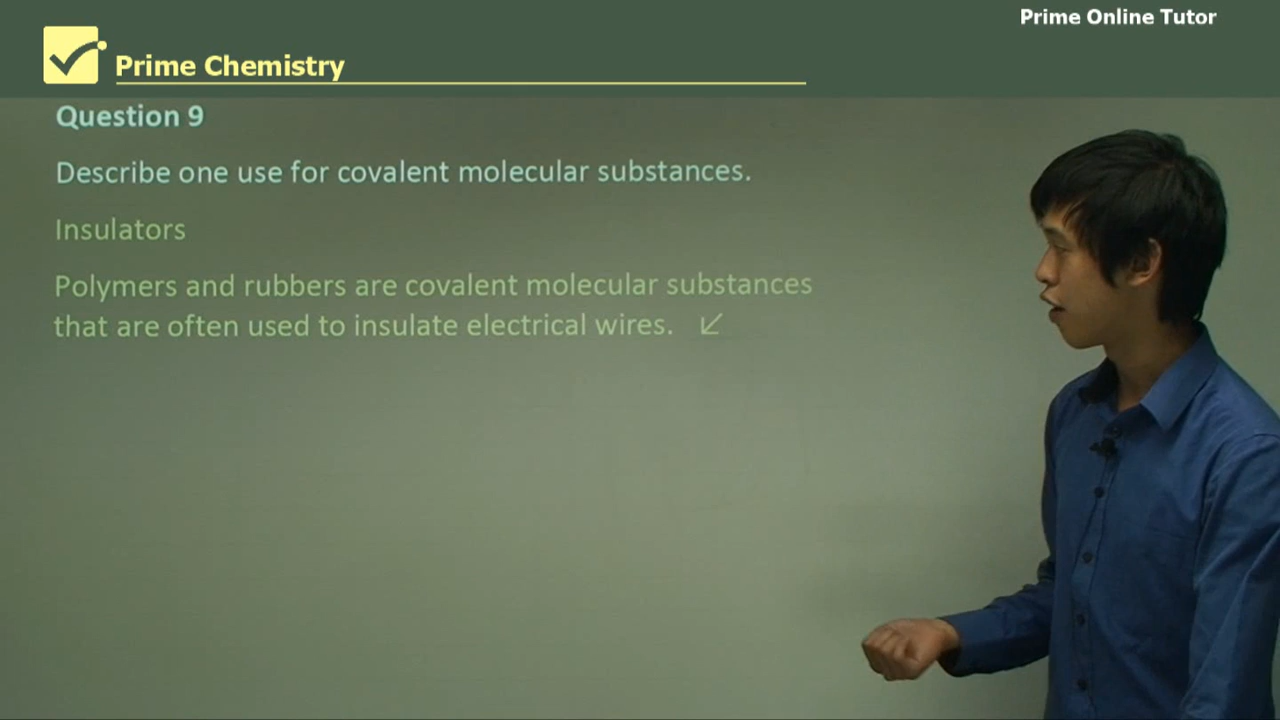 Prime Online Tutor
Prime Chemistry
Question 9
Describe one use for covalent molecular substances.
Insulators
Polymers and rubbers are covalent molecular substances
that are often used to insulate electrical wires.